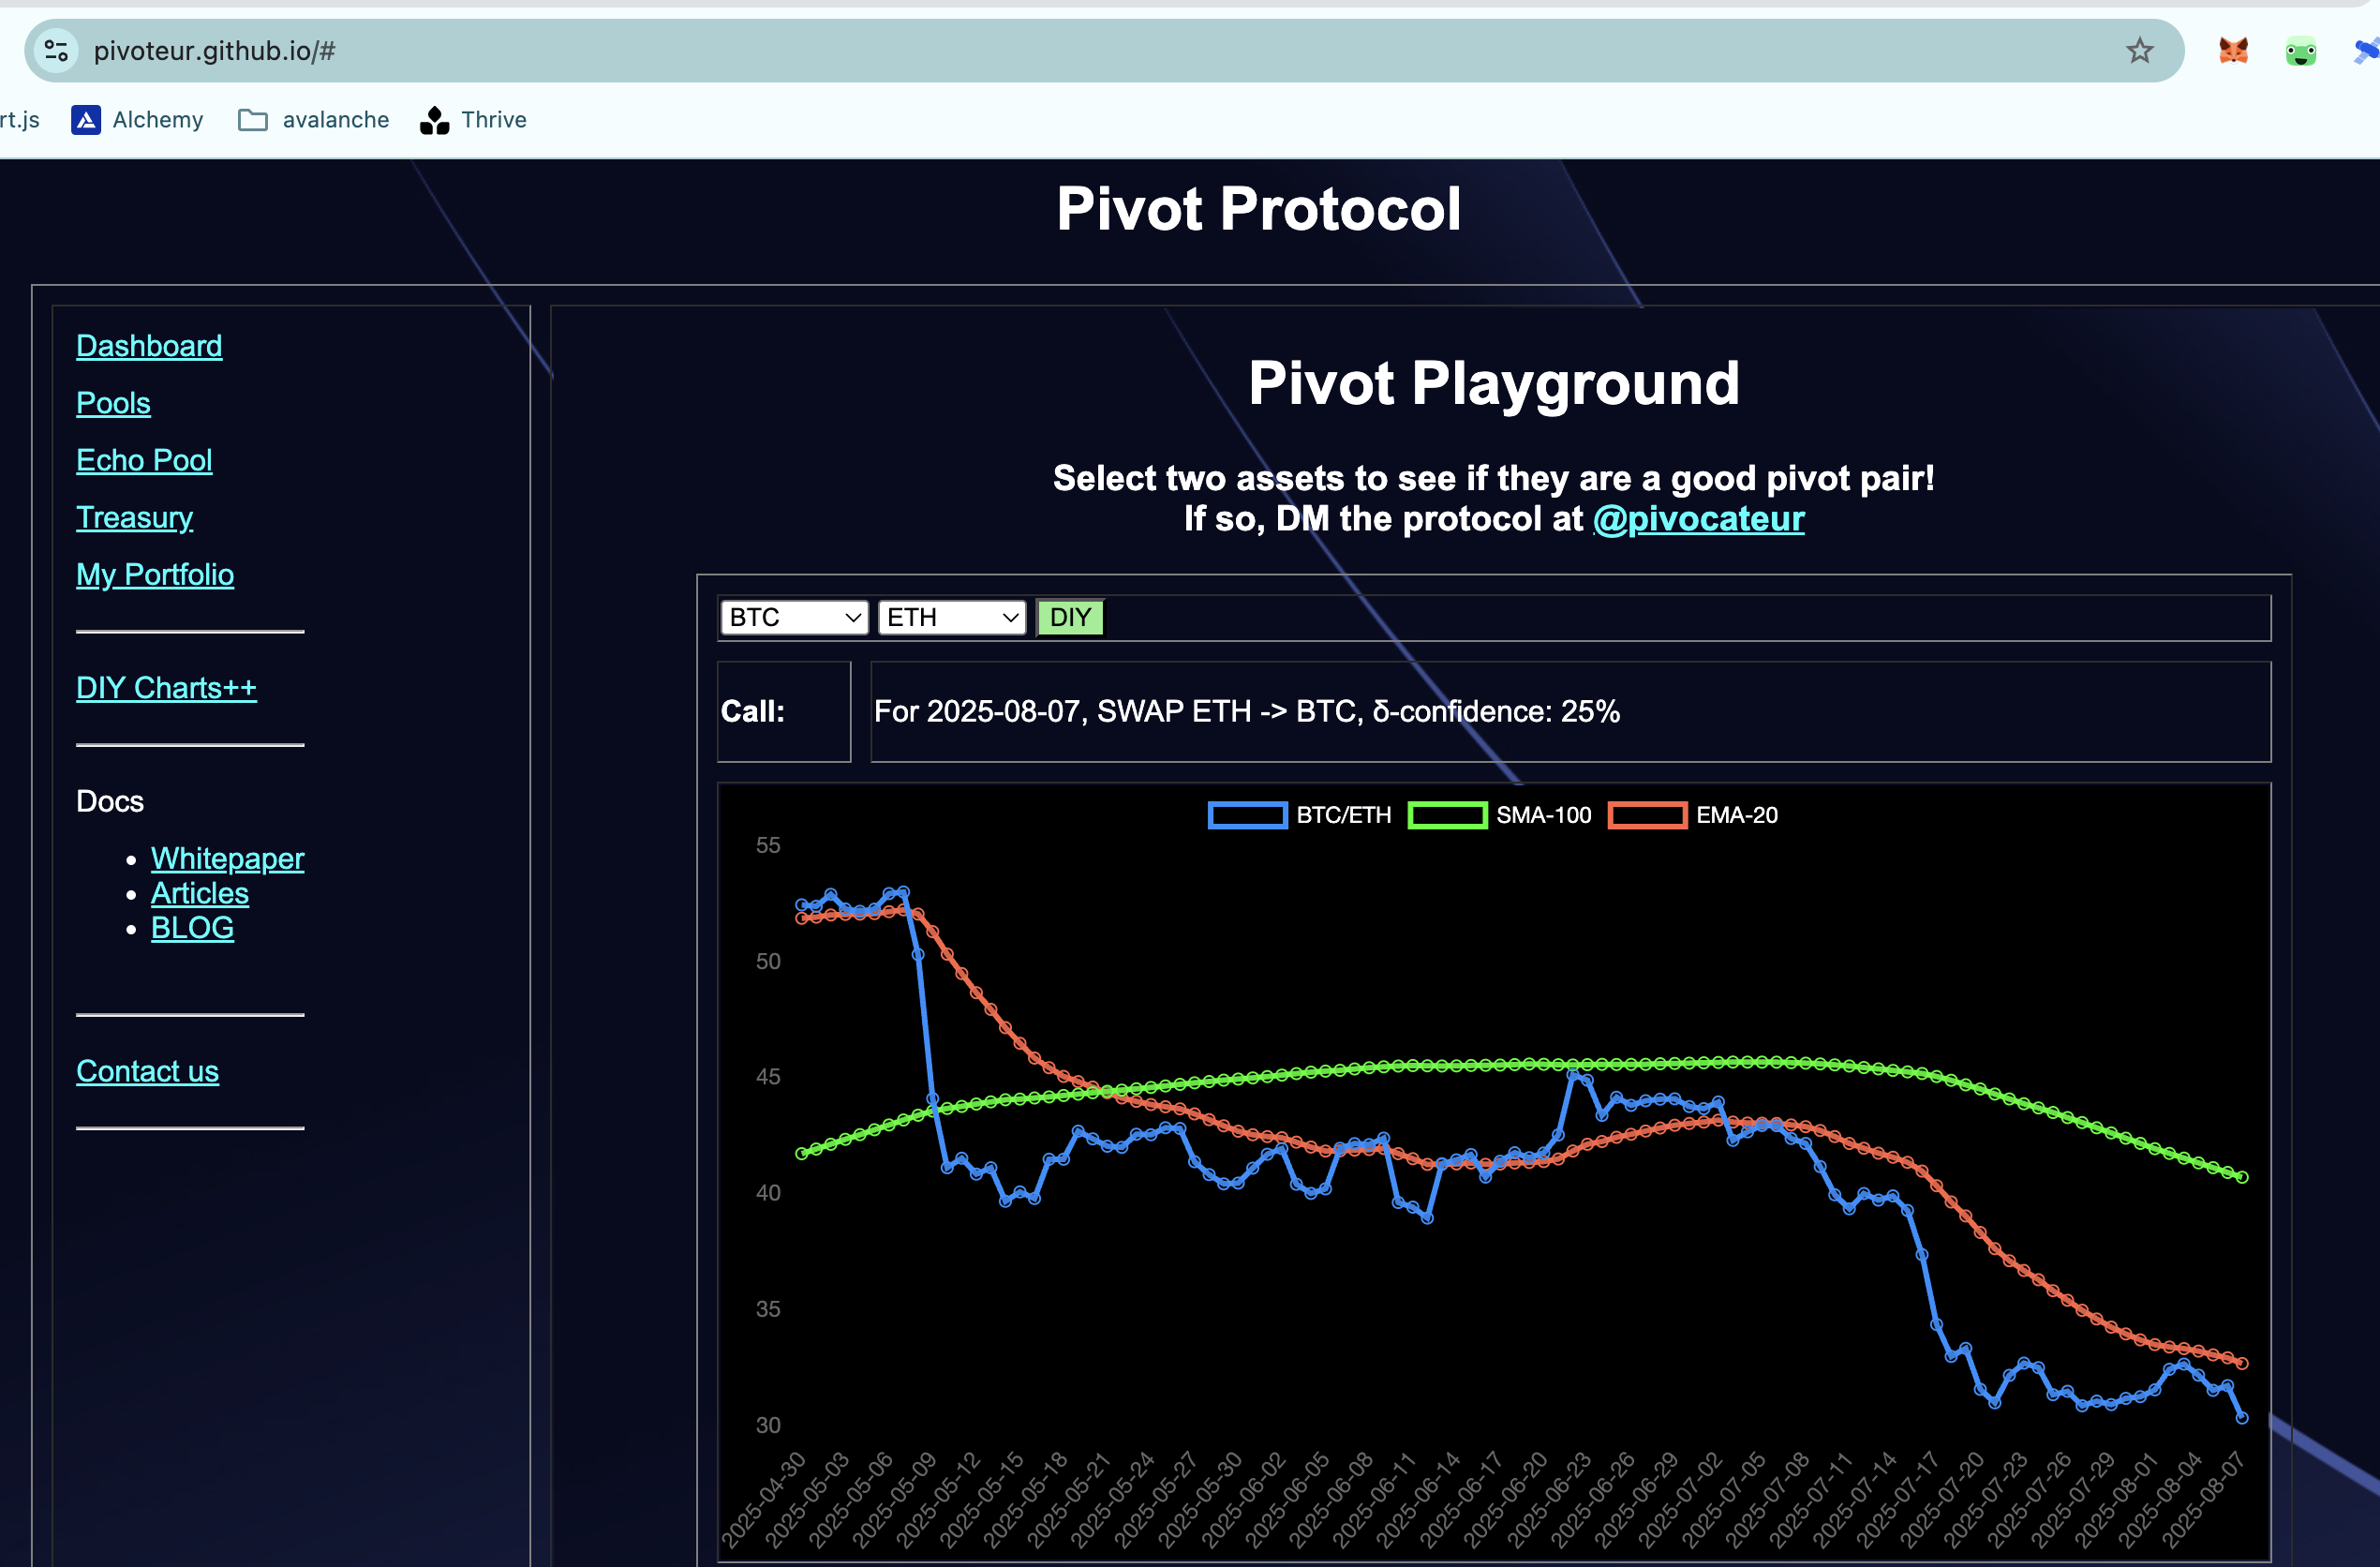 pivoteur.github.io/#
rt.js Alchemy avalanche Thrive
Pivot Protocol
Dashboard
Pools
Echo Pool
Treasury
My Portfolio
DIY Charts++
Docs
Whitepaper
Articles
BLOG
Contact us
Pivot Playground
Select two assets to see if they are a good pivot pair!
If so, DM the protocol at @pivocateur
BTC ETH DIY
Call: For 2025-08-07, SWAP ETH -> BTC, δ-confidence: 25%
BTC/ETH SMA-100 EMA-20
55
50
45
40
35
30
2025-04-30
2025-05-03
2025-05-06
2025-05-09
2025-05-12
2025-05-15
2025-05-18
2025-05-21
2025-05-24
2025-05-27
2025-05-30
2025-06-02
2025-06-05
2025-06-08
2025-06-11
2025-06-14
2025-06-17
2025-06-20
2025-06-23
2025-06-26
2025-06-29
2025-07-02
2025-07-05
2025-07-08
2025-07-11
2025-07-14
2025-07-17
2025-07-20
2025-07-23
2025-07-26
2025-07-29
2025-08-01
2025-08-04
2025-08-07